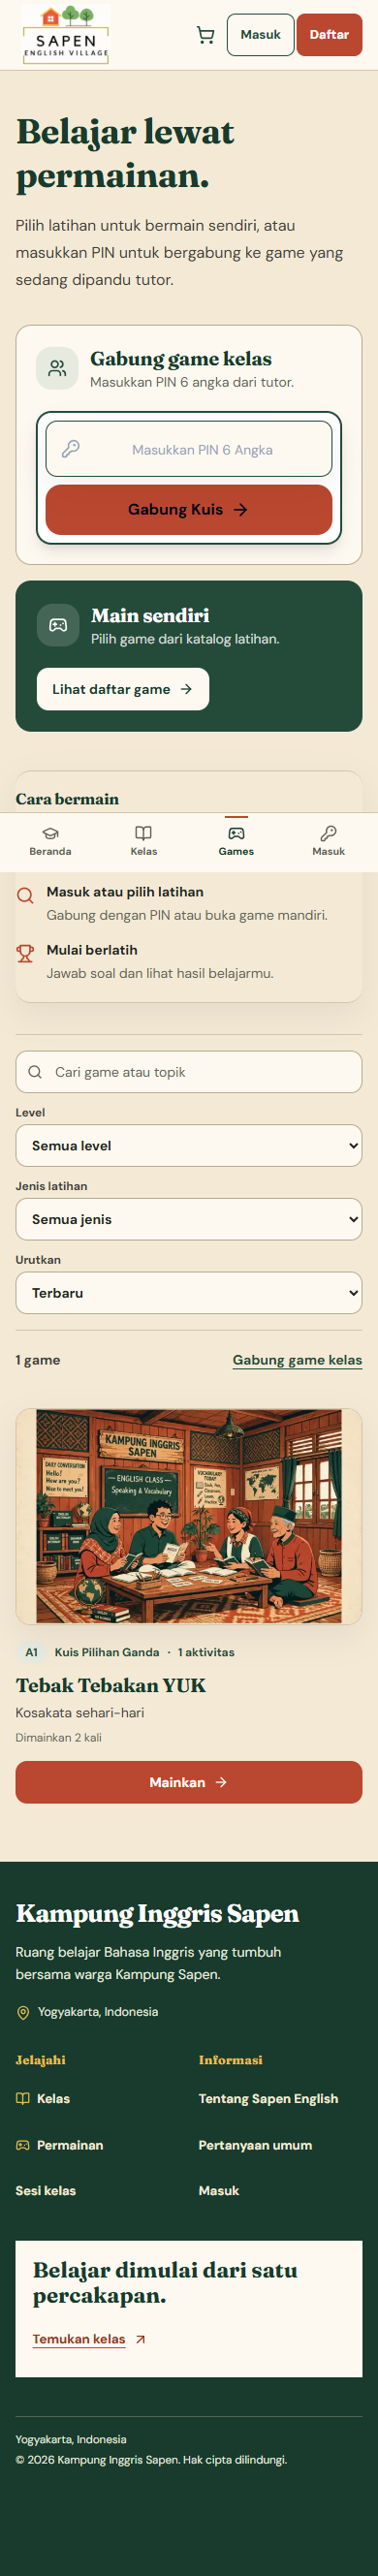 SAPEN
ENGLISH VILLAGE
Masuk
Daftar
Belajar lewat
permainan.
Pilih latihan untuk bermain sendiri, atau
masukkan PIN untuk bergabung ke game yang
sedang dipandu tutor.
Gabung game kelas
Masukkan PIN 6 angka dari tutor.
Masukkan PIN 6 Angka
Gabung Kuis →
Main sendiri
Pilih game dari katalog latihan.
Lihat daftar game →
Cara bermain
Beranda
Kelas
Games
Masuk
Masuk atau pilih latihan
Gabung dengan PIN atau buka game mandiri.
Mulai berlatih
Jawab soal dan lihat hasil belajarmu.
Cari game atau topik
Level
Semua level
Jenis latihan
Semua jenis
Urutkan
Terbaru
1 game
Gabung game kelas
KAMPUNG INGGRIS
SAPEN
DAILY CONVERSATION
Hello!
How are you?
Nice to meet you!
ENGLISH CLASS
Speaking & Vocabulary
VOCABULARY
TODAY
A1 Kuis Pilihan Ganda · 1 aktivitas
Tebak Tebakan YUK
Kosakata sehari-hari
Dimainkan 2 kali
Mainkan →
Kampung Inggris Sapen
Ruang belajar Bahasa Inggris yang tumbuh
bersama warga Kampung Sapen.
Yogyakarta, Indonesia
Jelajahi
Kelas
Permainan
Sesi kelas
Informasi
Tentang Sapen English
Pertanyaan umum
Masuk
Belajar dimulai dari satu
percakapan.
Temukan kelas ↗
Yogyakarta, Indonesia
© 2026 Kampung Inggris Sapen. Hak cipta dilindungi.